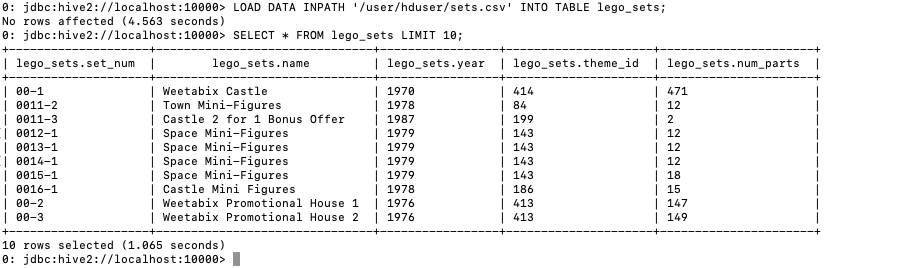 0: jdbc:hive2://localhost:10000> LOAD DATA INPATH '/user/hduser/sets.csv' INTO TABLE lego_sets;
No rows affected (4.563 seconds)
0: jdbc:hive2://localhost:10000> SELECT * FROM lego_sets LIMIT 10;
+--------------------+-------------------------------+-----------------+---------------------+----------------------+
| lego_sets.set_num  |        lego_sets.name         | lego_sets.year  | lego_sets.theme_id  | lego_sets.num_parts  |
+--------------------+-------------------------------+-----------------+---------------------+----------------------+
| 00-1               | Weetabix Castle               | 1970            | 414                 | 471                  |
| 0011-2             | Town Mini-Figures             | 1978            | 84                  | 12                   |
| 0011-3             | Castle 2 for 1 Bonus Offer    | 1987            | 199                 | 2                    |
| 0012-1             | Space Mini-Figures            | 1979            | 143                 | 12                   |
| 0013-1             | Space Mini-Figures            | 1979            | 143                 | 12                   |
| 0014-1             | Space Mini-Figures            | 1979            | 143                 | 12                   |
| 0015-1             | Space Mini-Figures            | 1979            | 143                 | 18                   |
| 0016-1             | Castle Mini Figures           | 1978            | 186                 | 15                   |
| 00-2               | Weetabix Promotional House 1  | 1976            | 413                 | 147                  |
| 00-3               | Weetabix Promotional House 2  | 1976            | 413                 | 149                  |
+--------------------+-------------------------------+-----------------+---------------------+----------------------+
10 rows selected (1.065 seconds)
0: jdbc:hive2://localhost:10000>